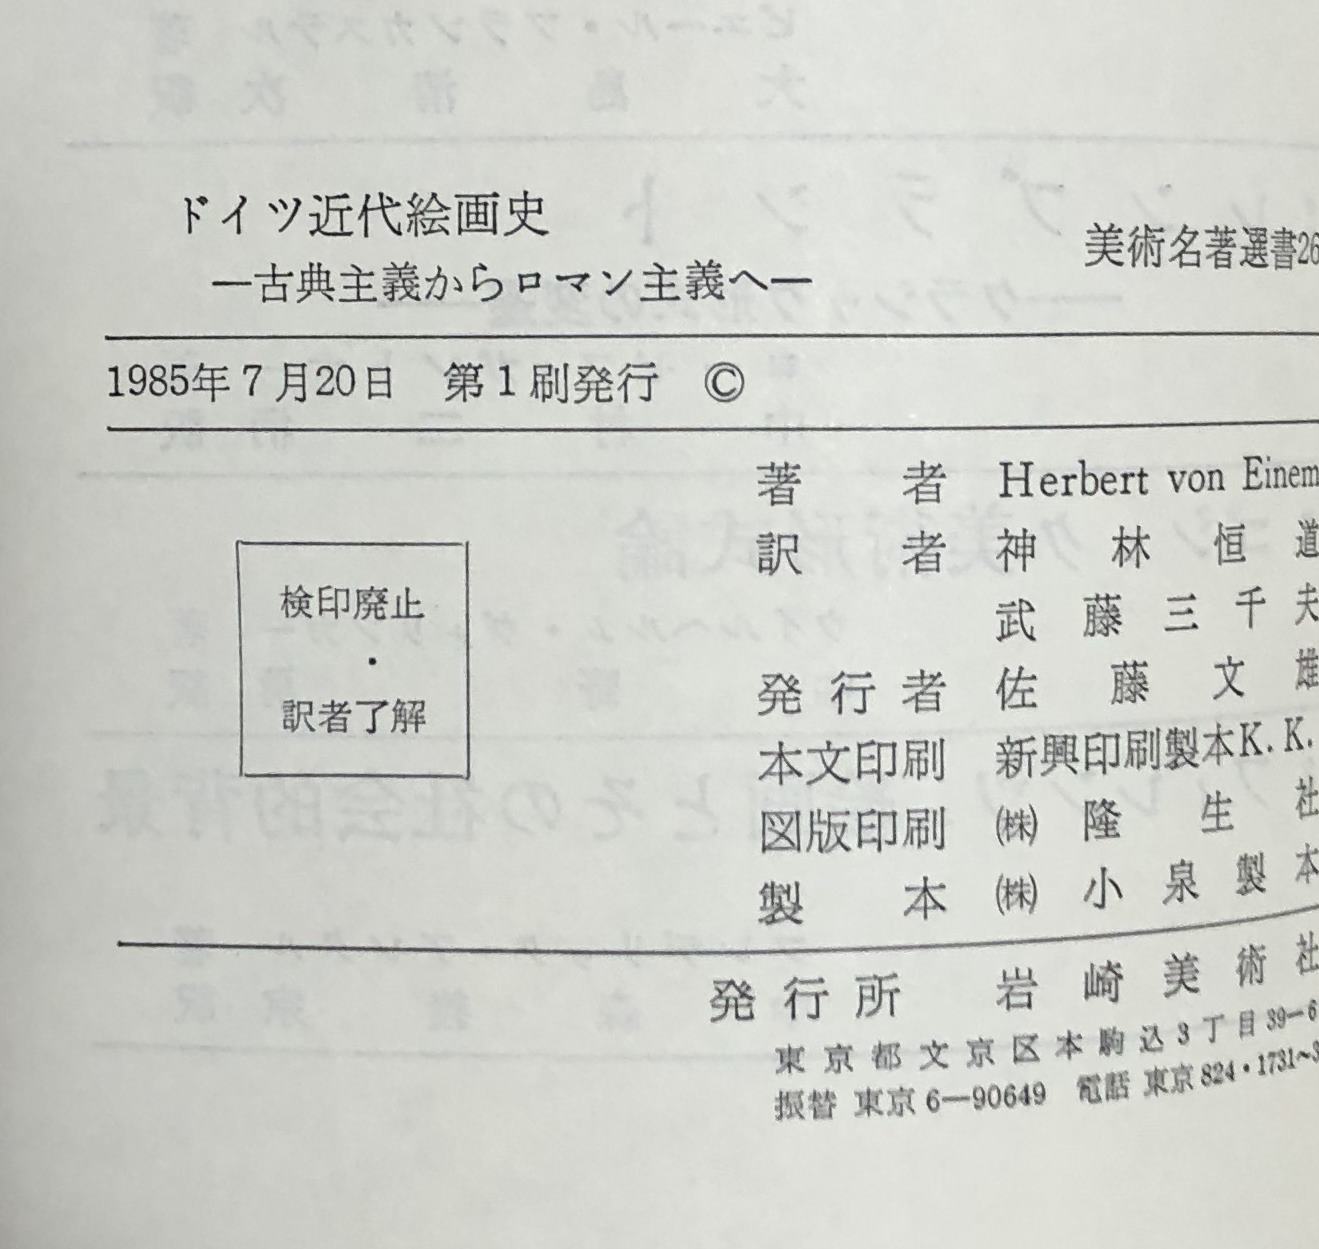 ドイツ近代絵画史
―古典主義からロマン主義へ―
美術名著選書26
1985年7月20日　第1刷発行　©
検印廃止
・
訳者了解
著者 Herbert von Einem
訳者 神林恒道
武藤三千夫
発行者 佐藤文雄
本文印刷 新興印刷製本K.K.
図版印刷 ㈱隆生社
製本 ㈱小泉製本
発行所 岩崎美術社
東京都文京区本駒込3丁目39―6
振替 東京6―90649 電話 東京824・1731~3